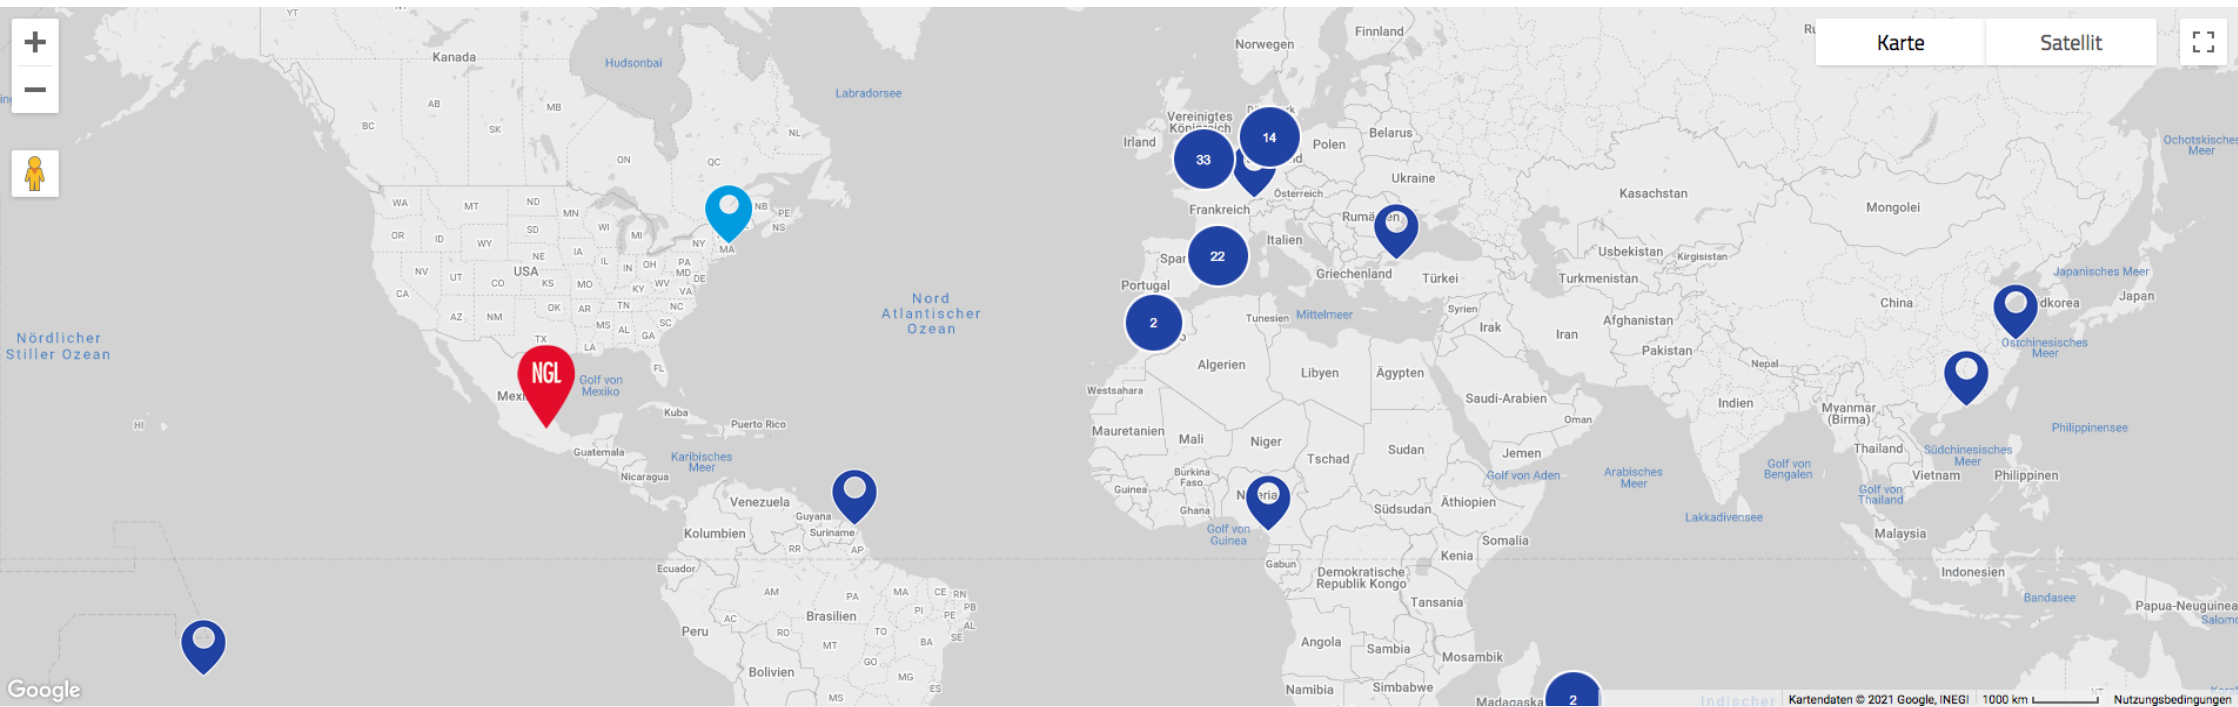 YT
NT
Kanada
Hudsonbai
Labradorsee
Norwegen
Finnland
Karte
Satellit
AB
MB
BC
SK
NL
ON
QC
Vereinigtes
Königreich
Irland
14
33
Polen
Belarus
Ukraine
Österreich
Frankreich
Kasachstan
Mongolei
Ochotskisches
Meer
WA
MT
ND
MN
NB
PE
NS
OR
ID
WY
SD
WI
MI
NY
MA
NE
IA
IL
IN
OH
PA
MD
DE
NV
UT
CO
USA
KS
MO
KY
WV
VA
CA
AZ
NM
OK
AR
TN
NC
SC
MS
AL
GA
TX
LA
FL
Italien
22
Portugal
Griechenland
Türkei
Usbekistan
Kirgisistan
Turkmenistan
China
Japanisches Meer
Japan
Nord
Atlantischer
Ozean
2
Tunesien
Mittelmeer
Syrien
Irak
Iran
Afghanistan
Pakistan
Nepal
Ostchinesisches
Meer
Nördlicher
Stiller Ozean
NGL
Golf von
Mexiko
Algerien
Libyen
Ägypten
Westsahara
Saudi-Arabien
Oman
Indien
Myanmar
(Birma)
HI
Kuba
Puerto Rico
Guatemala
Karibisches
Meer
Nicaragua
Mauretanien
Mali
Niger
Tschad
Sudan
Jemen
Golf von Aden
Arabisches
Meer
Golf von
Bengalen
Thailand
Südchinesisches
Meer
Vietnam
Philippinen
Philippinensee
Burkina
Faso
Guinea
Ghana
Golf von
Guinea
Südsudan
Äthiopien
Somalia
Lakkadivensee
Golf von
Thailand
Malaysia
Venezuela
Guyana
Suriname
Kolumbien
RR
AP
Ecuador
Gabun
Kenia
Demokratische
Republik Kongo
Tansania
Indonesien
Bandasee
Papua-Neuguinea
AM
PA
MA
CE
RN
PB
PI
PE
AL
SE
AC
Brasilien
Peru
RO
TO
BA
MT
GO
Bolivien
MG
MS
ES
Angola
Sambia
Mosambik
Namibia
Simbabwe
2
Indischer
NT
Google
Kartendaten © 2021 Google, INEGI
1000 km
Nutzungsbedingungen